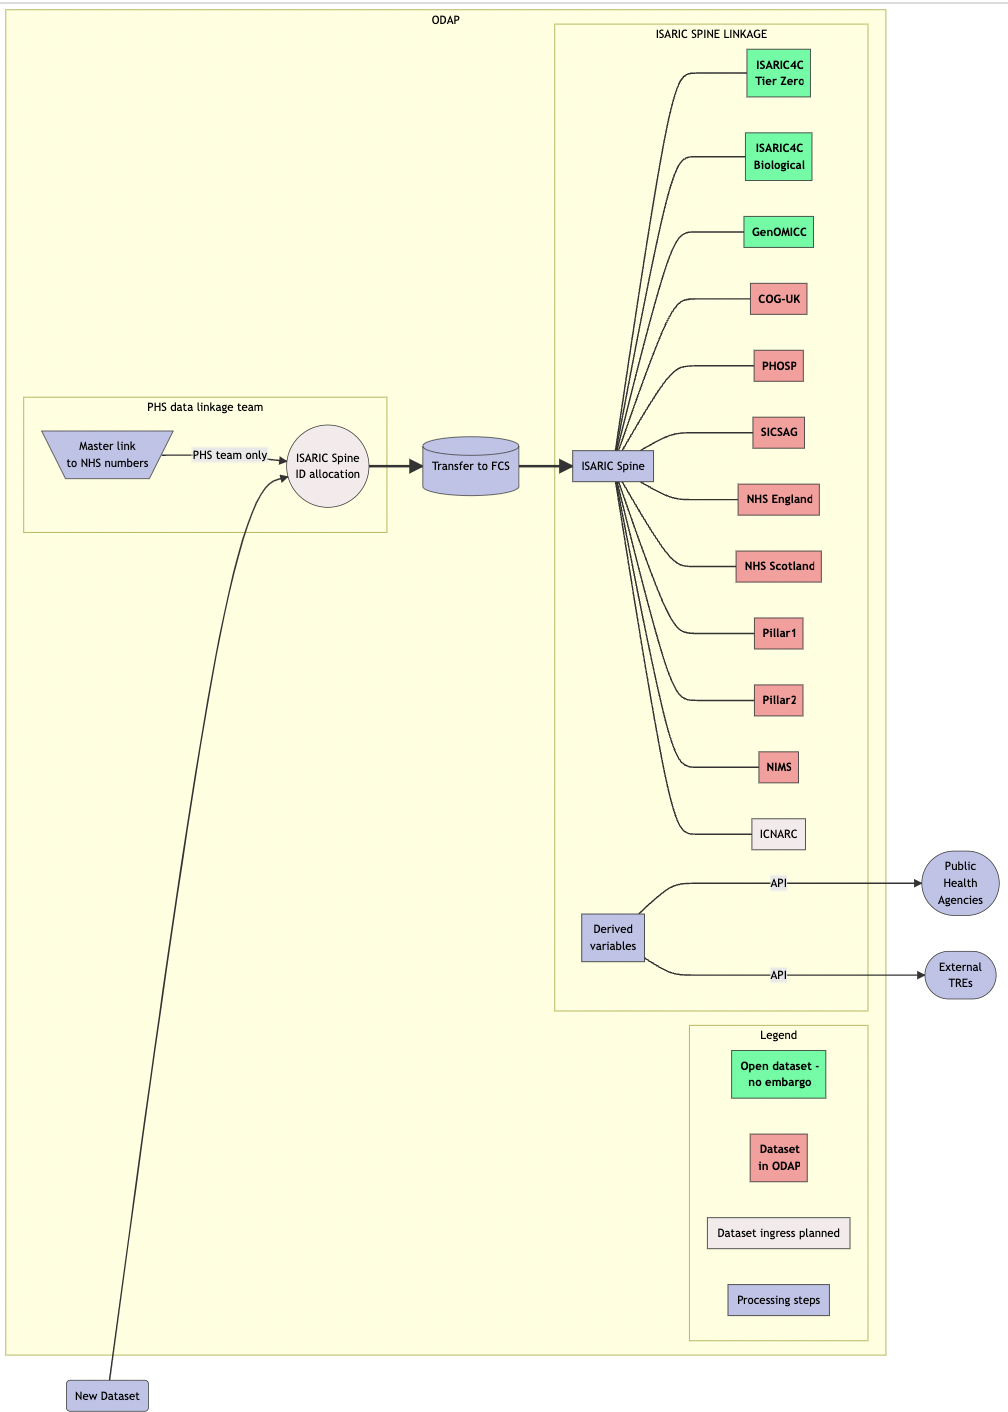 ODAP
ISARIC SPINE LINKAGE
ISARIC4C
Tier Zero
ISARIC4C
Biological
GenOMICC
COG-UK
PHOSP
SICSAG
NHS England
NHS Scotland
Pillar1
Pillar2
NIMS
ICNARC
PHS data linkage team
Master link
to NHS numbers
PHS team only
ISARIC Spine
ID allocation
Transfer to FCS
ISARIC Spine
Derived
variables
API
API
Public
Health
Agencies
External
TREs
Legend
Open dataset -
no embargo
Dataset
in ODAP
Dataset ingress planned
Processing steps
New Dataset